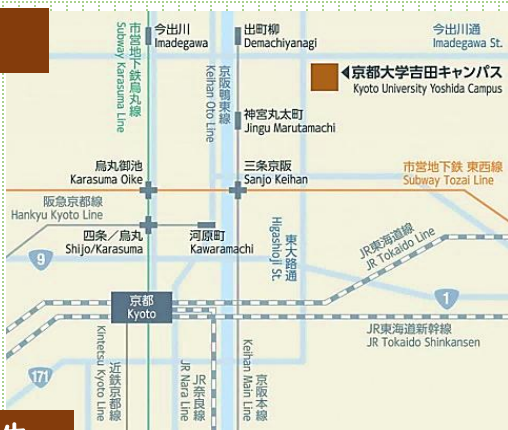 市営地下鉄烏丸線
Subway Karasuma Line
今出川
Imadegawa
出町柳
Demachiyanagi
今出川通
Imadegawa St.
京阪鴨東線
Keihan Oto Line
◀京都大学吉田キャンパス
Kyoto University Yoshida Campus
神宮丸太町
Jingu Marutamachi
烏丸御池
Karasuma Oike
三条京阪
Sanjo Keihan
市営地下鉄 東西線
Subway Tozai Line
阪急京都線
Hankyu Kyoto Line
四条/烏丸
Shijo/Karasuma
河原町
Kawaramachi
東大路通
Higashioji St.
JR東海道線
JR Tokaido Line
9
京都
Kyoto
1
JR東海道新幹線
JR Tokaido Shinkansen
171
近鉄京都線
Kintetsu Kyoto Line
JR奈良線
JR Nara Line
京阪本線
Keihan Main Line